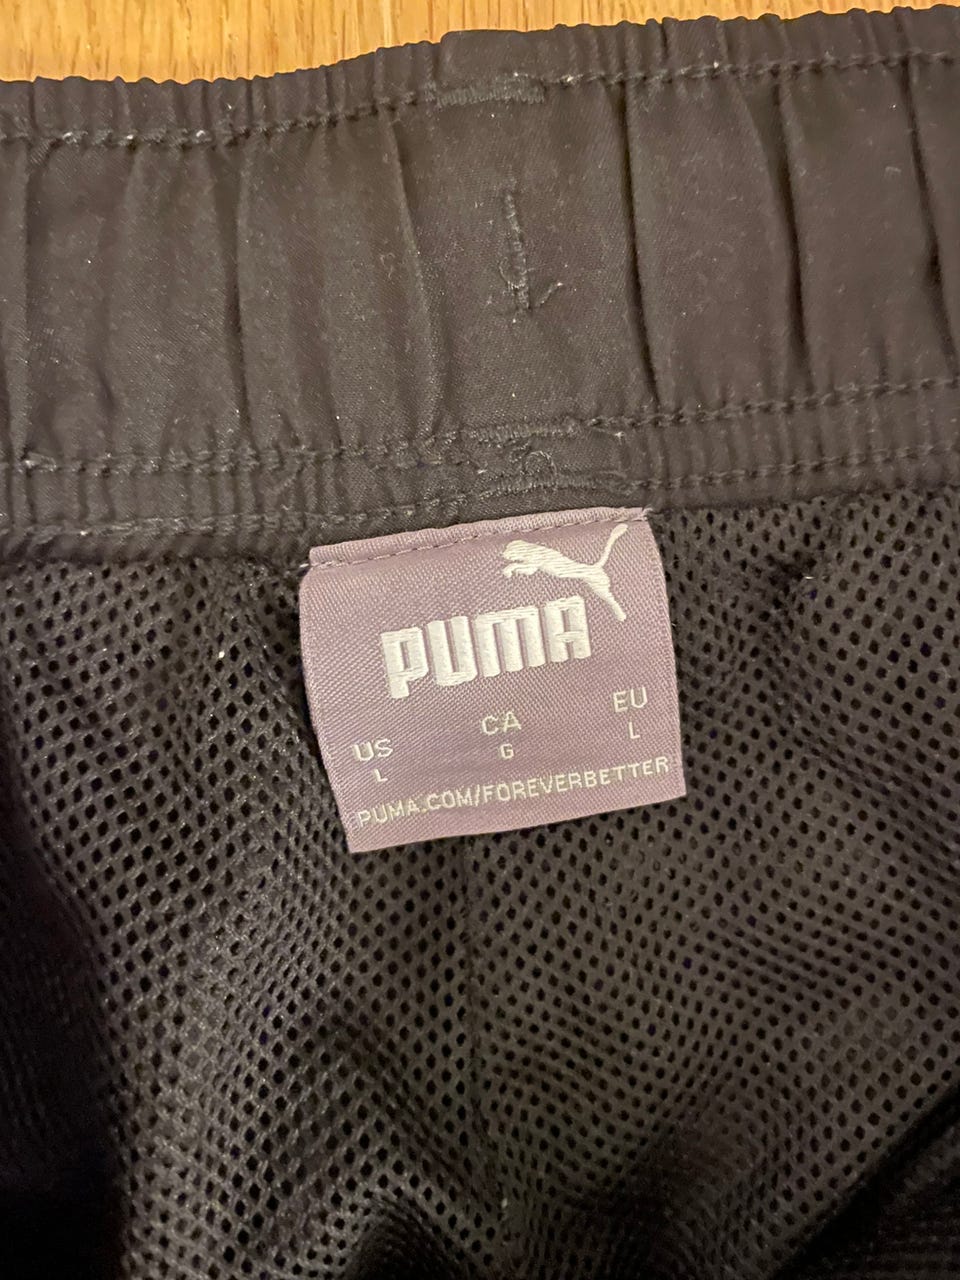 PUMA
US CA EU
L G L
PUMA.COM/FOREVERBETTER